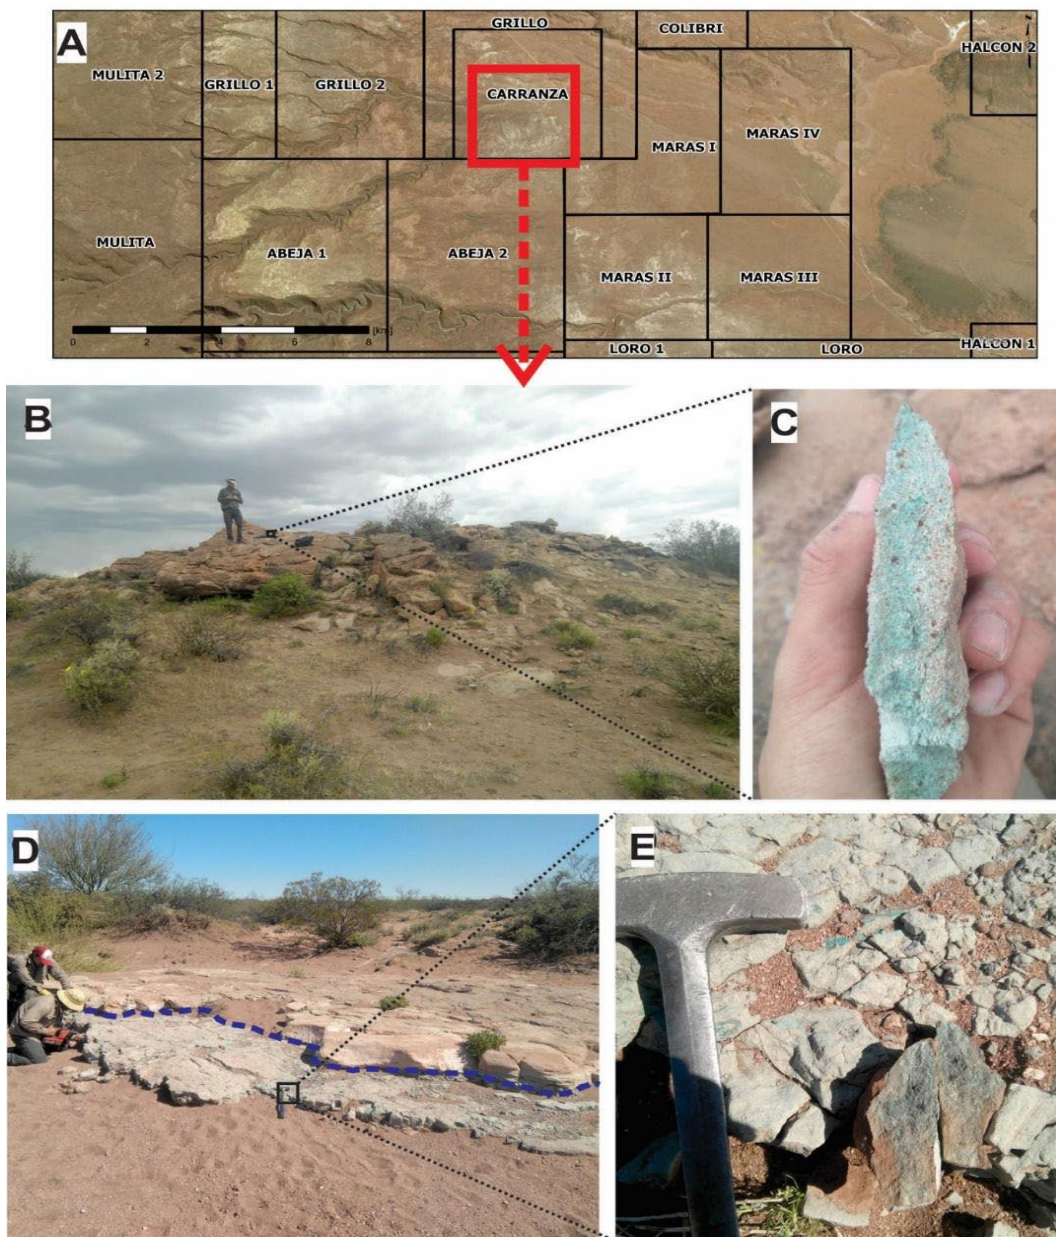 A
GRILLO
COLIBRI
HALCON 2
MULITA 2
GRILLO 1
GRILLO 2
CARRANZA
MARAS IV
MARAS I
MULITA
ABEJA 1
ABEJA 2
MARAS II
MARAS III
0 2 4 6 8 [km]
LORO 1
LORO
HALCON 1
B
C
D
E